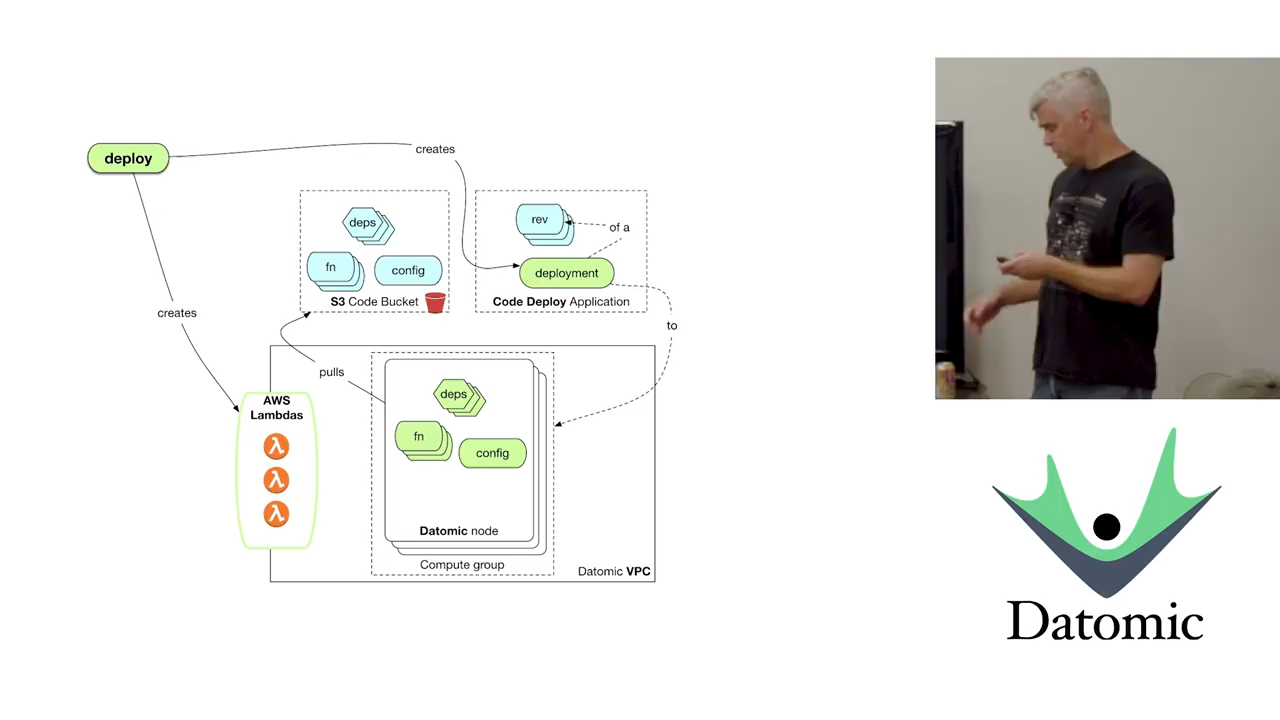 deploy
creates
deps
rev
of a
fn
config
deployment
S3 Code Bucket
Code Deploy Application
creates
to
pulls
AWS
Lambdas
deps
fn
config
Datomic node
Compute group
Datomic VPC
Datomic